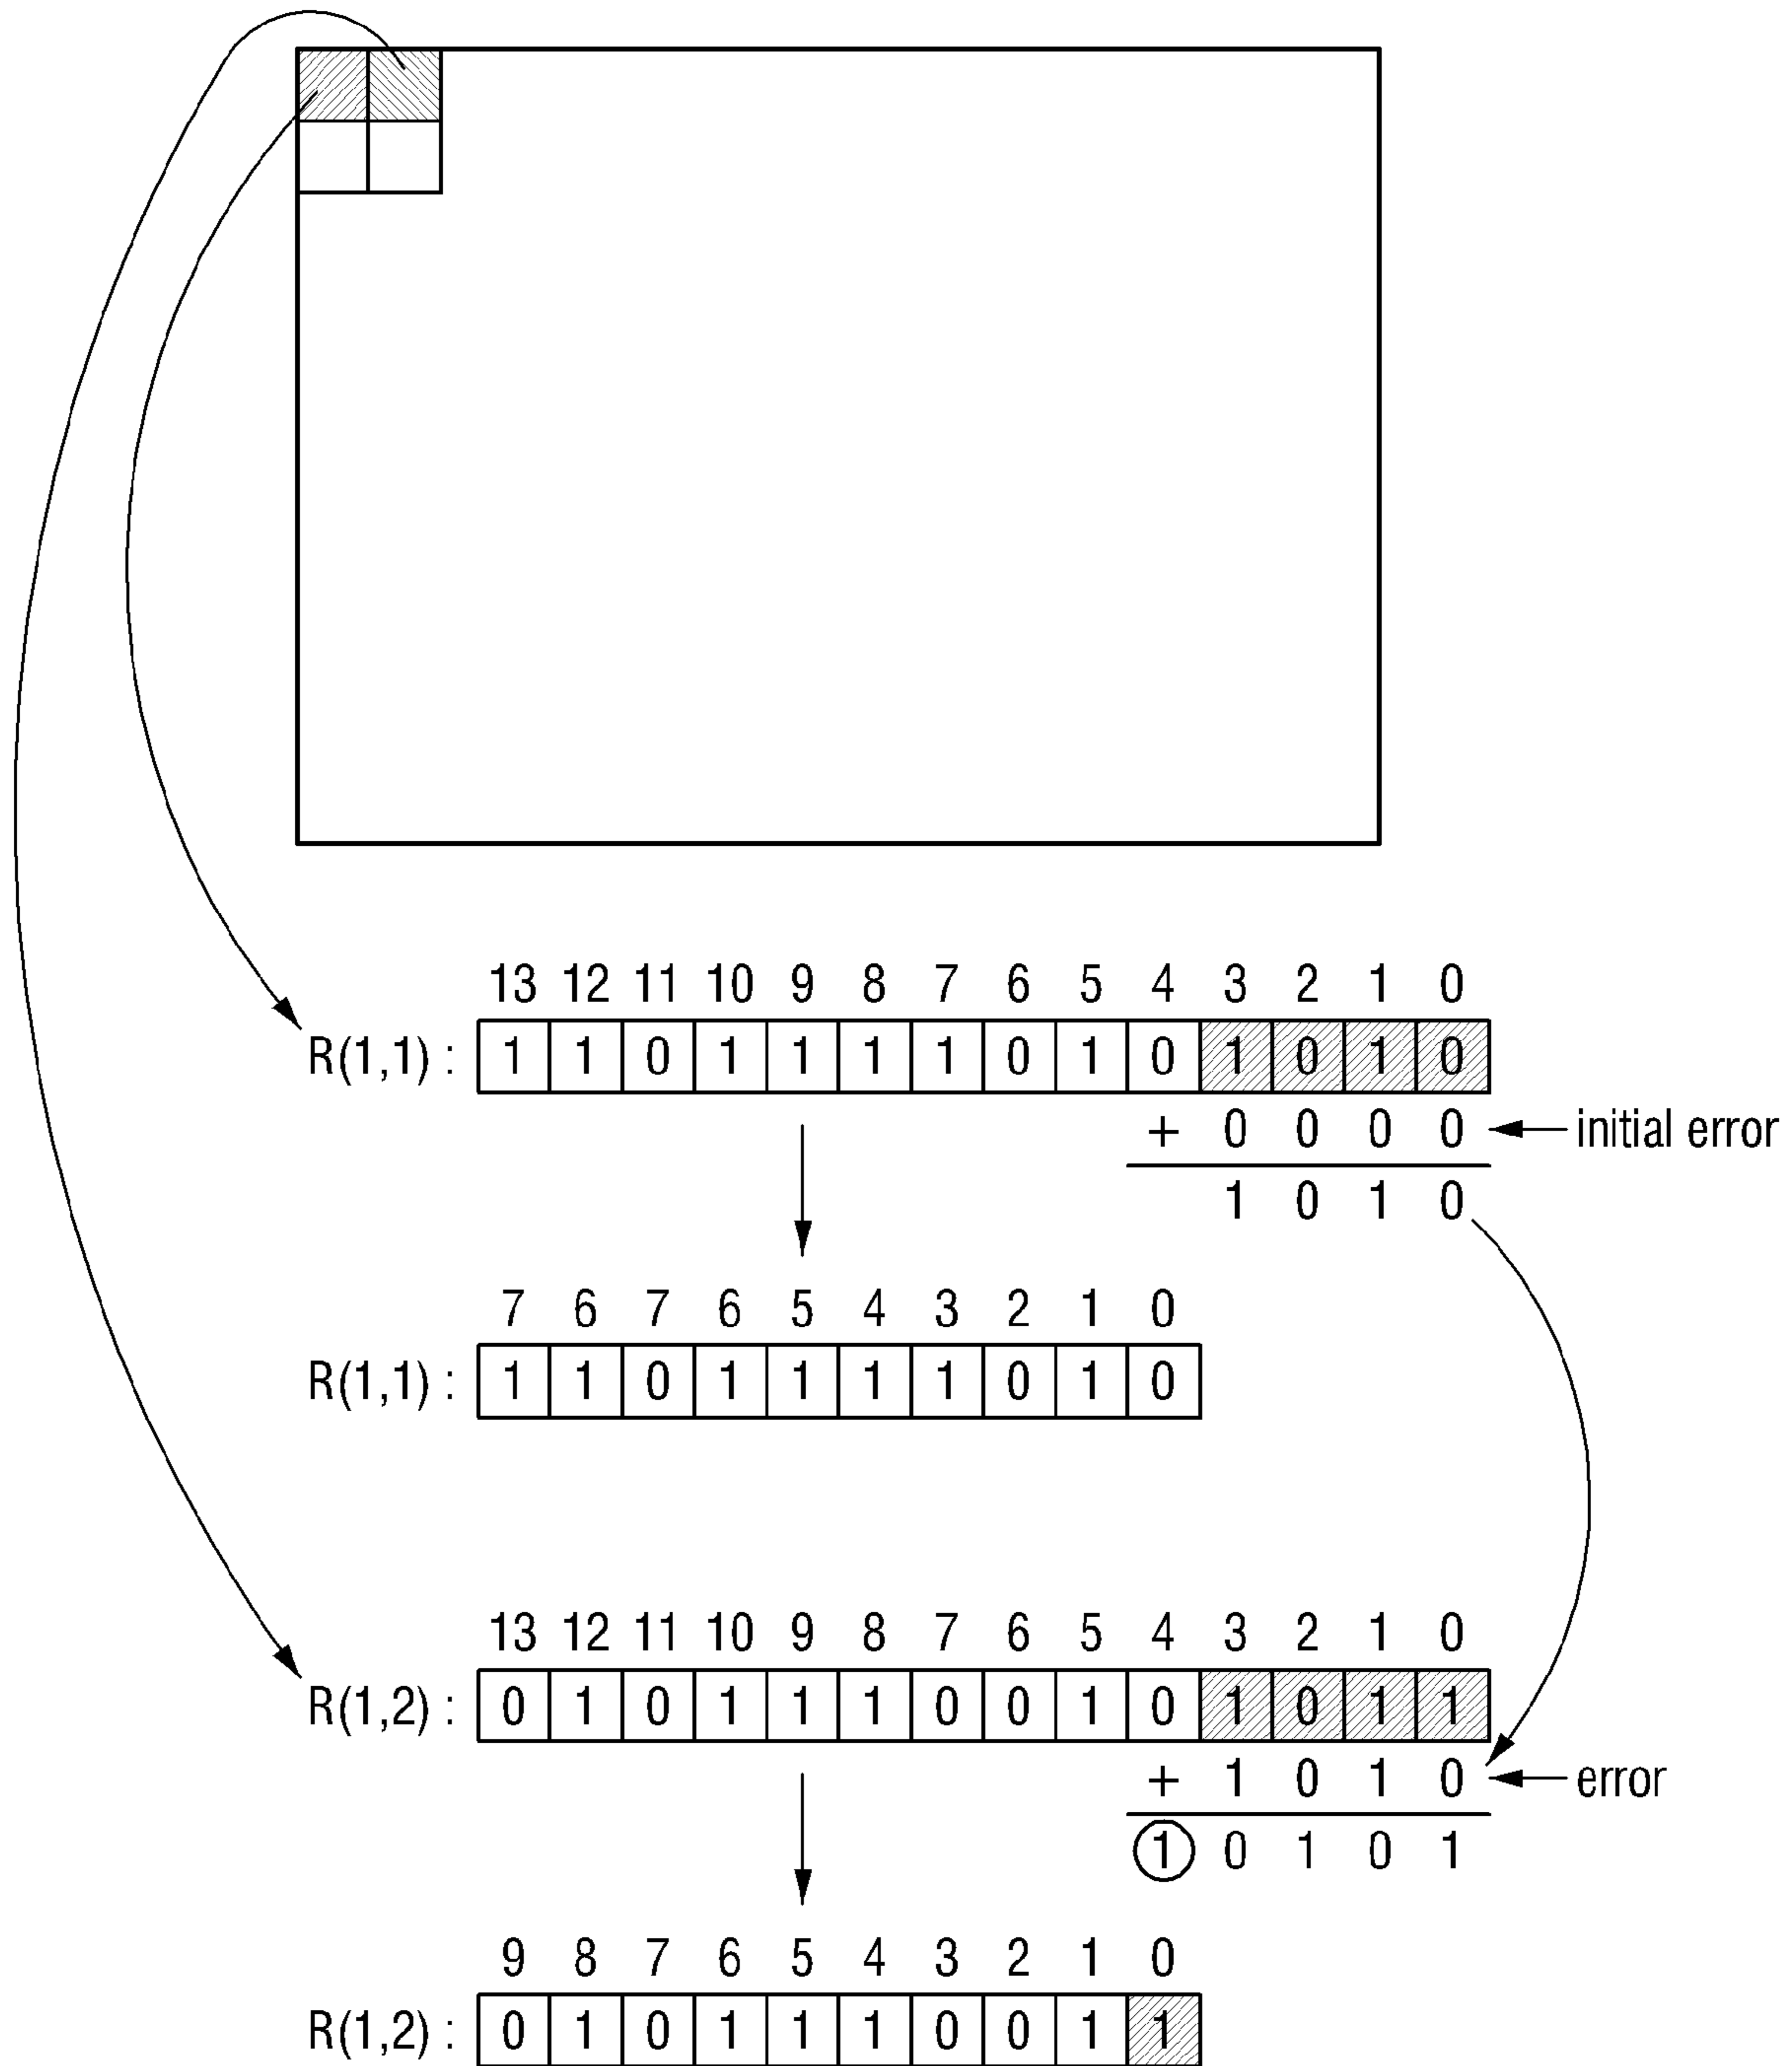 13 12 11 10 9 8 7 6 5 4 3 2 1 0
R(1,1) : 1 1 0 1 1 1 1 0 1 0 1 0 1 0
+ 0 0 0 0 initial error
1 0 1 0
7 6 7 6 5 4 3 2 1 0
R(1,1) : 1 1 0 1 1 1 1 0 1 0
13 12 11 10 9 8 7 6 5 4 3 2 1 0
R(1,2) : 0 1 0 1 1 1 0 0 1 0 1 0 1 1
+ 1 0 1 0 error
1 0 1 0 1
9 8 7 6 5 4 3 2 1 0
R(1,2) : 0 1 0 1 1 1 0 0 1 1